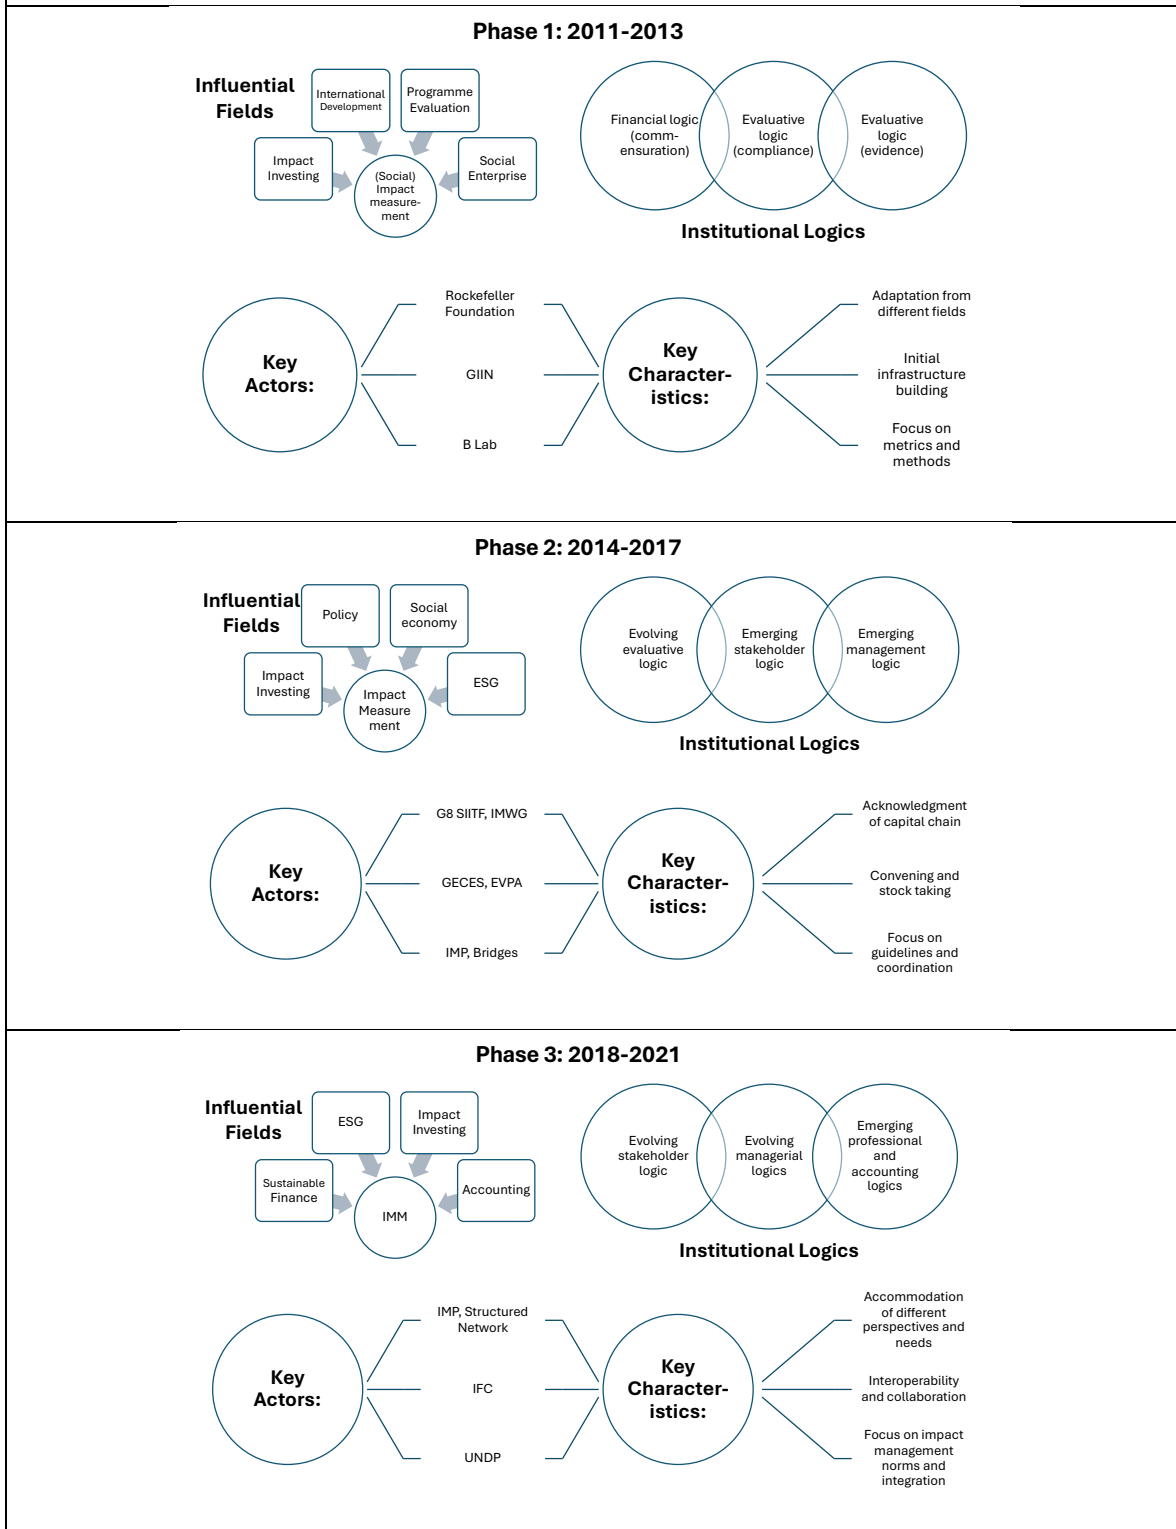 Phase 1: 2011-2013
Influential
Fields
International
Development
Programme
Evaluation
Impact
Investing
Social
Enterprise
(Social)
Impact
measure-
ment
Financial logic
(comm-
ensuration)
Evaluative
logic
(compliance)
Evaluative
logic
(evidence)
Institutional Logics
Key
Actors:
Rockefeller
Foundation
GIIN
B Lab
Key
Character-
istics:
Adaptation from
different fields
Initial
infrastructure
building
Focus on
metrics and
methods
Phase 2: 2014-2017
Influential
Fields
Policy
Social
economy
Impact
Investing
ESG
Impact
Measure
ment
Evolving
evaluative
logic
Emerging
stakeholder
logic
Emerging
management
logic
Institutional Logics
Key
Actors:
G8 SIITF, IMWG
GECES, EVPA
IMP, Bridges
Key
Character-
istics:
Acknowledgment
of capital chain
Convening and
stock taking
Focus on
guidelines and
coordination
Phase 3: 2018-2021
Influential
Fields
ESG
Impact
Investing
Sustainable
Finance
Accounting
IMM
Evolving
stakeholder
logic
Evolving
managerial
logics
Emerging
professional
and
accounting
logics
Institutional Logics
Key
Actors:
IMP, Structured
Network
IFC
UNDP
Key
Character-
istics:
Accommodation
of different
perspectives and
needs
Interoperability
and collaboration
Focus on impact
management
norms and
integration